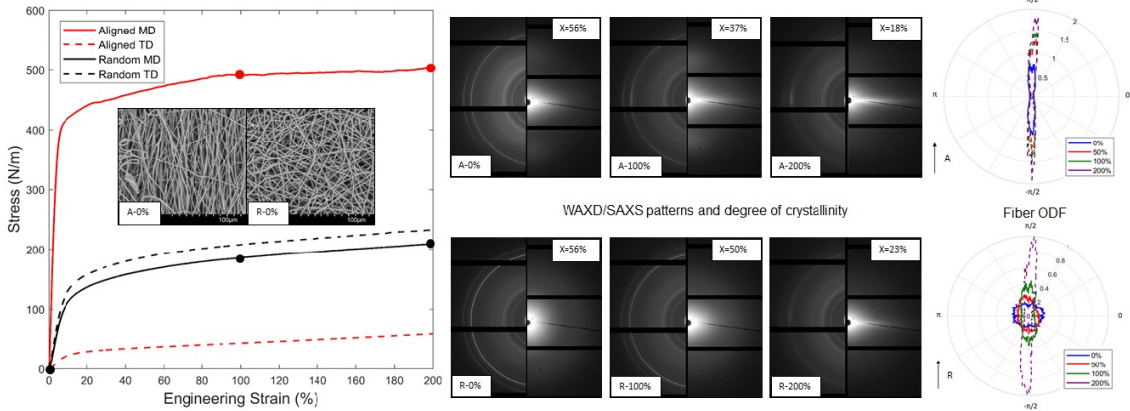 600
500
400
300
200
100
0
Stress (N/m)
0 20 40 60 80 100 120 140 160 180 200
Engineering Strain (%)
Aligned MD
Aligned TD
Random MD
Random TD
A-0%
100μm
R-0%
100μm
X=56%
A-0%
X=37%
A-100%
X=18%
A-200%
WAXD/SAXS patterns and degree of crystallinity
X=56%
R-0%
X=50%
R-100%
X=23%
R-200%
π/2
2
1.5
1
0.5
π
0
-π/2
A
0%
50%
100%
200%
Fiber ODF
π/2
0.8
0.6
0.4
π
0
-π/2
R
0%
50%
100%
200%